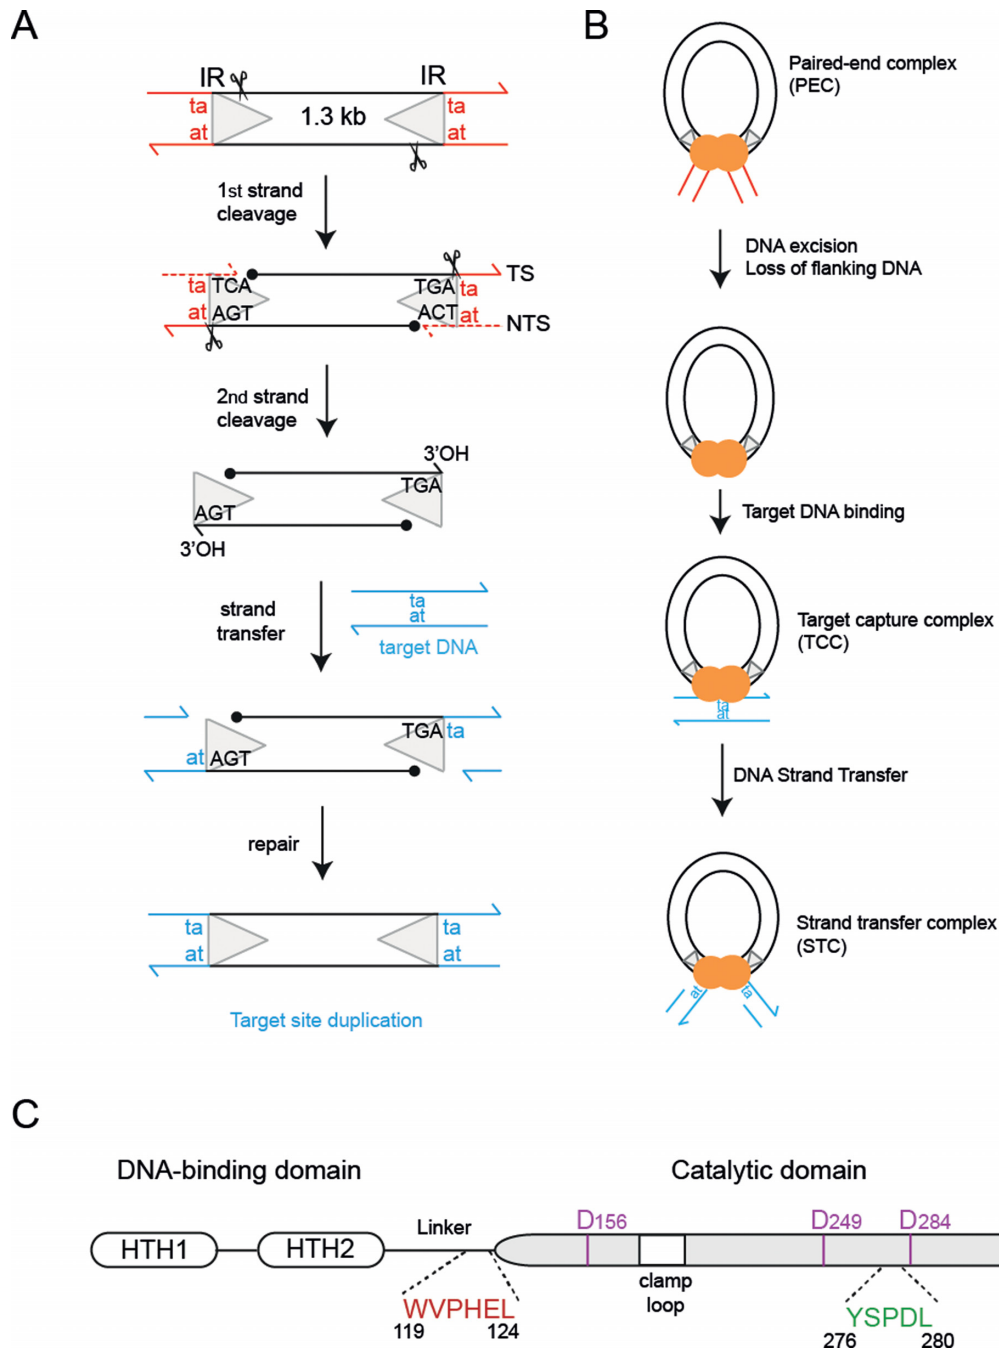 A
IR
IR
ta
1.3 kb
ta
at
at
1st strand
cleavage
TS
ta
TCA
TGA
ta
at
AGT
ACT
at
NTS
2nd strand
cleavage
3'OH
TGA
AGT
3'OH
strand
transfer
ta
at
target DNA
TGA
ta
at
AGT
repair
ta
ta
at
at
Target site duplication
B
Paired-end complex
(PEC)
DNA excision
Loss of flanking DNA
Target DNA binding
Target capture complex
(TCC)
ta
at
DNA Strand Transfer
Strand transfer complex
(STC)
at
ta
C
DNA-binding domain
Catalytic domain
Linker
D156
D249
D284
HTH1
HTH2
clamp
loop
WVPHEL
119
124
YSPDL
276
280